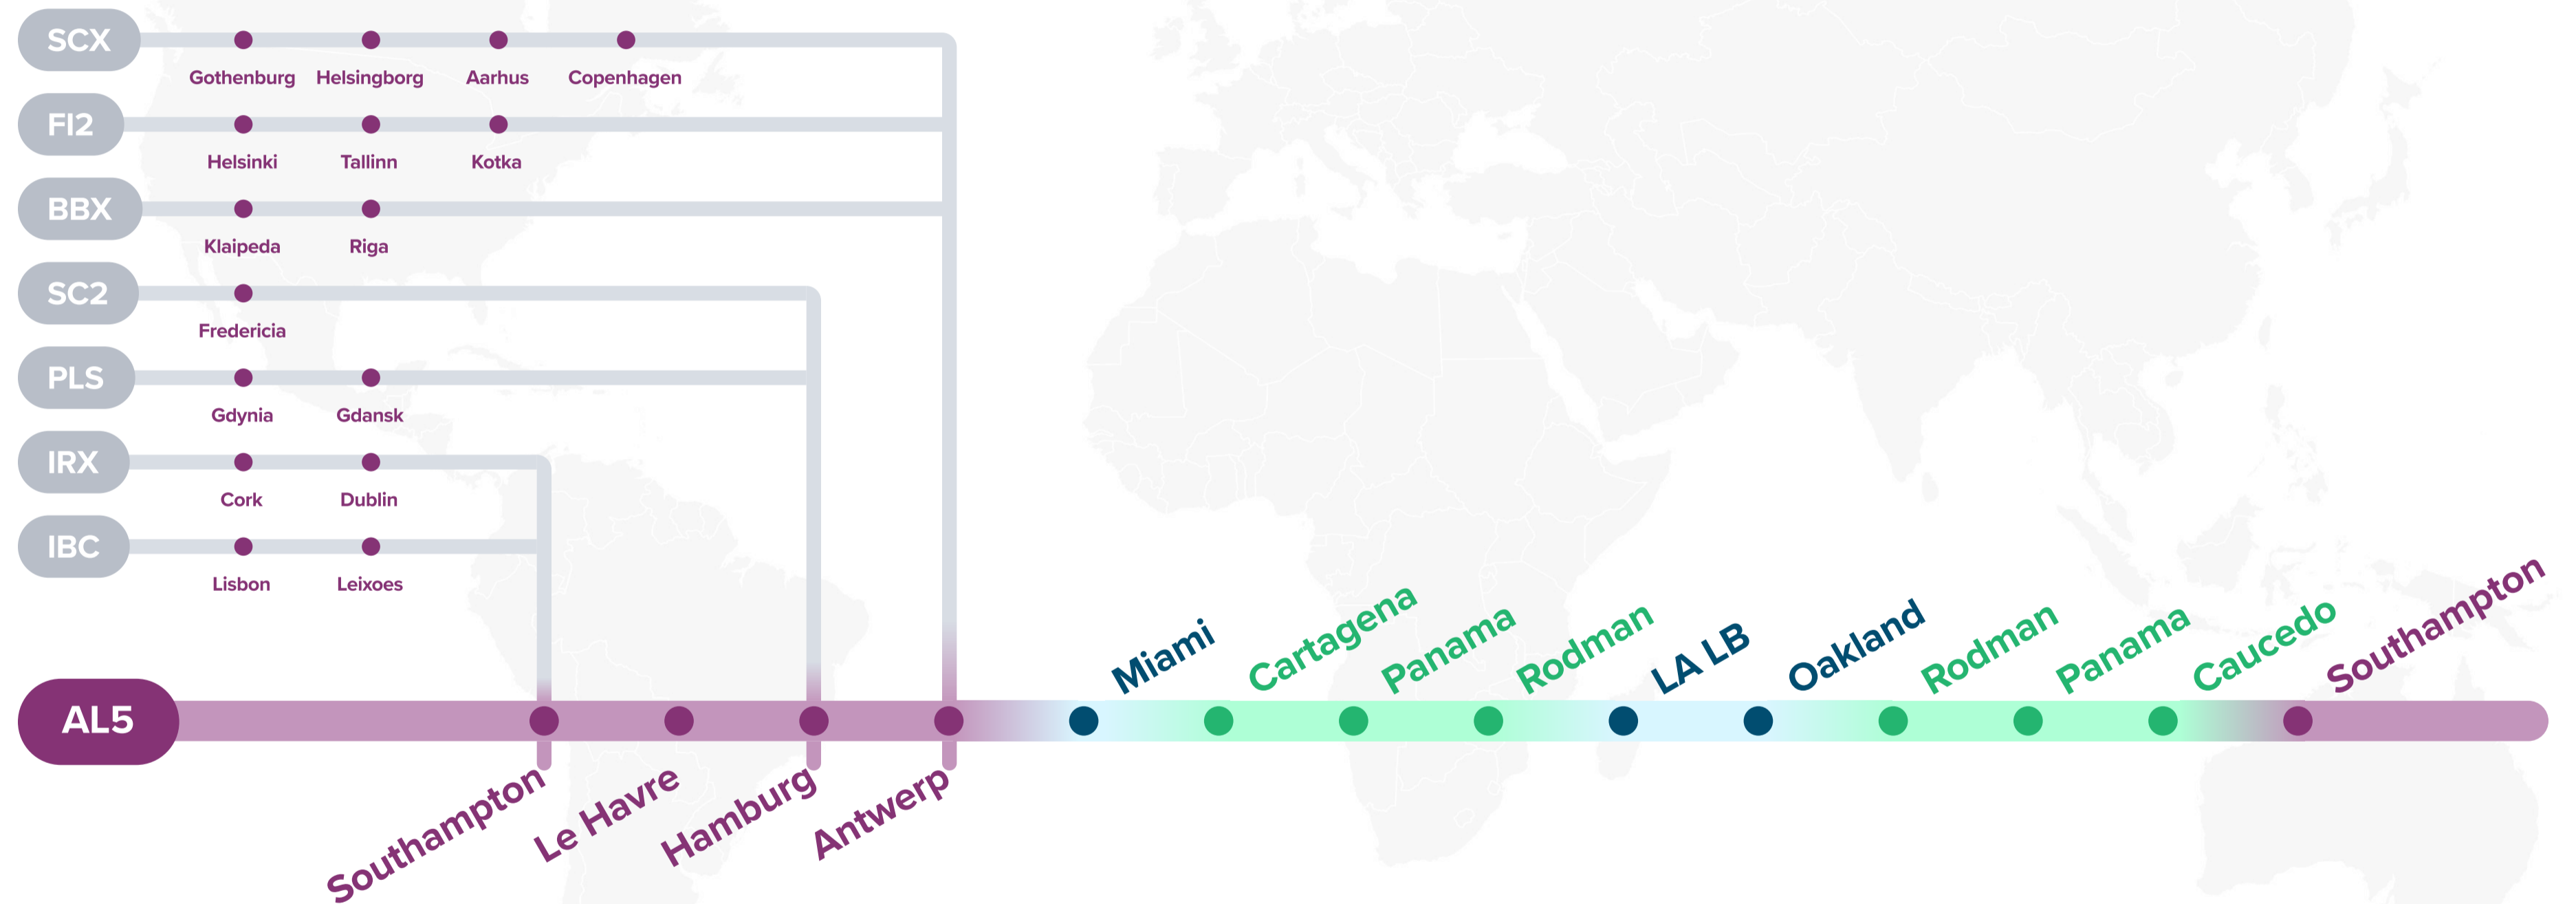 SCX
Gothenburg Helsingborg Aarhus Copenhagen
FI2
Helsinki Tallinn Kotka
BBX
Klaipeda Riga
SC2
Fredericia
PLS
Gdynia Gdansk
IRX
Cork Dublin
IBC
Lisbon Leixoes
AL5
Southampton
Le Havre
Hamburg
Antwerp
Miami
Cartagena
Panama
Rodman
LA LB
Oakland
Rodman
Panama
Caucedo
Southampton